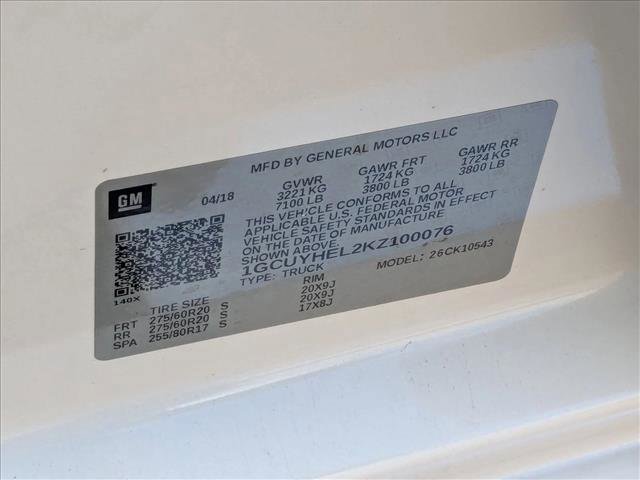 MFD BY GENERAL MOTORS LLC
GM
04/18
GVWR GAWR FRT GAWR RR
3221 KG 1724 KG 1724 KG
7100 LB 3800 LB 3800 LB
THIS VEHICLE CONFORMS TO ALL
APPLICABLE U.S. FEDERAL MOTOR
VEHICLE SAFETY STANDARDS IN EFFECT
ON THE DATE OF MANUFACTURE
SHOWN ABOVE.
1GCUYHEL2KZ100076
TYPE: TRUCK MODEL: 26CK10543
140X
TIRE SIZE RIM
FRT 275/60R20 S 20X9J
RR 275/60R20 S 20X9J
SPA 255/80R17 S 17X8J